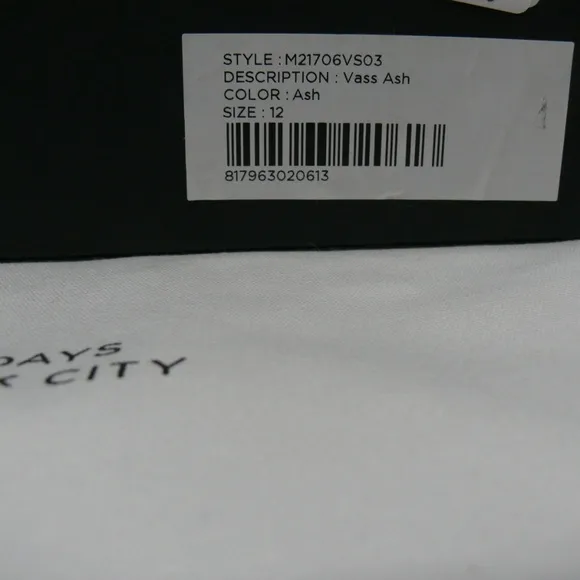 STYLE : M21706VS03
DESCRIPTION : Vass Ash
COLOR : Ash
SIZE : 12
817963020613
DAYS
K CITY